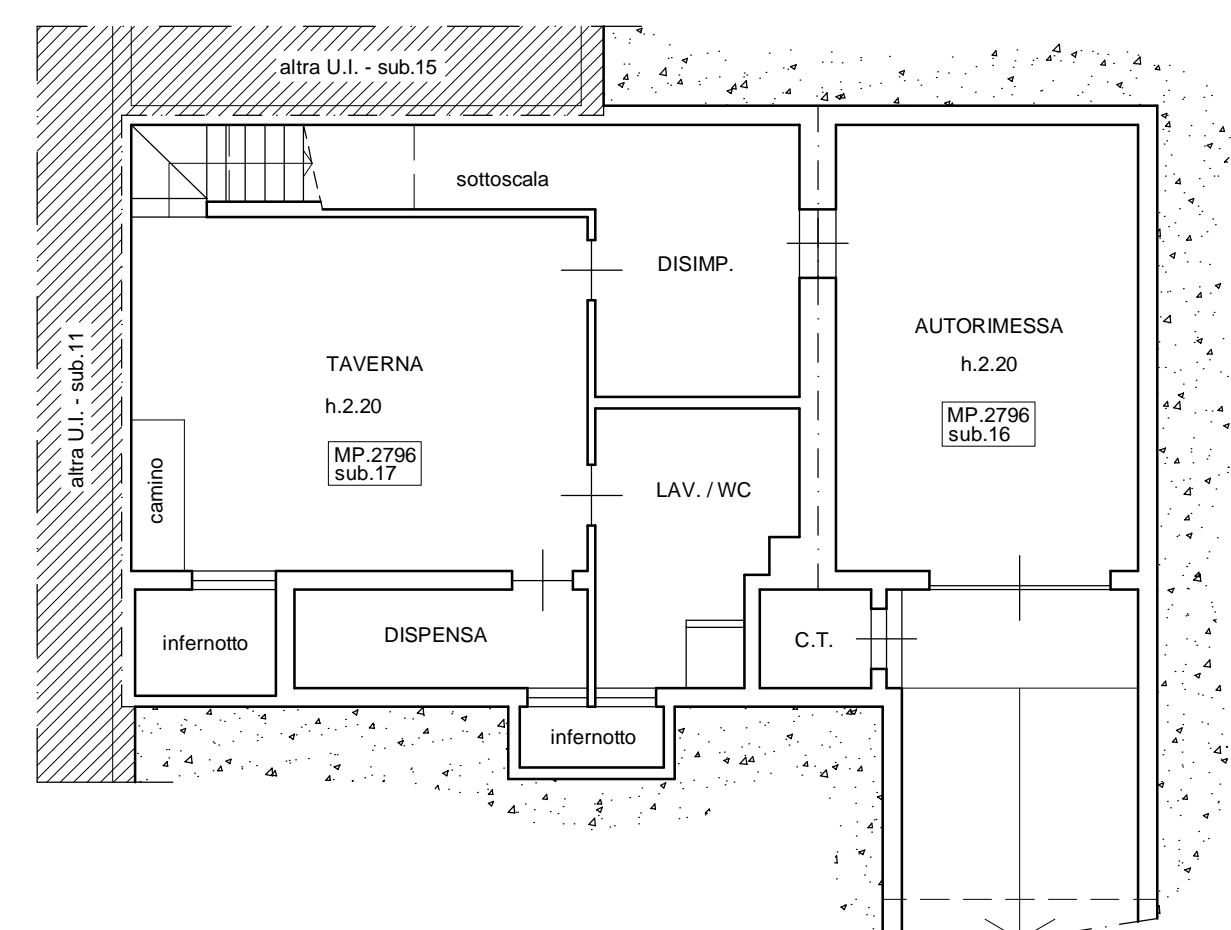 altra U.I. - sub.15
sottoscala
DISIMP.
AUTORIMESSA
h.2.20
MP.2796
sub.16
altra U.I. - sub.11
TAVERNA
h.2.20
MP.2796
sub.17
camino
LAV. / WC
infernotto
DISPENSA
C.T.
infernotto